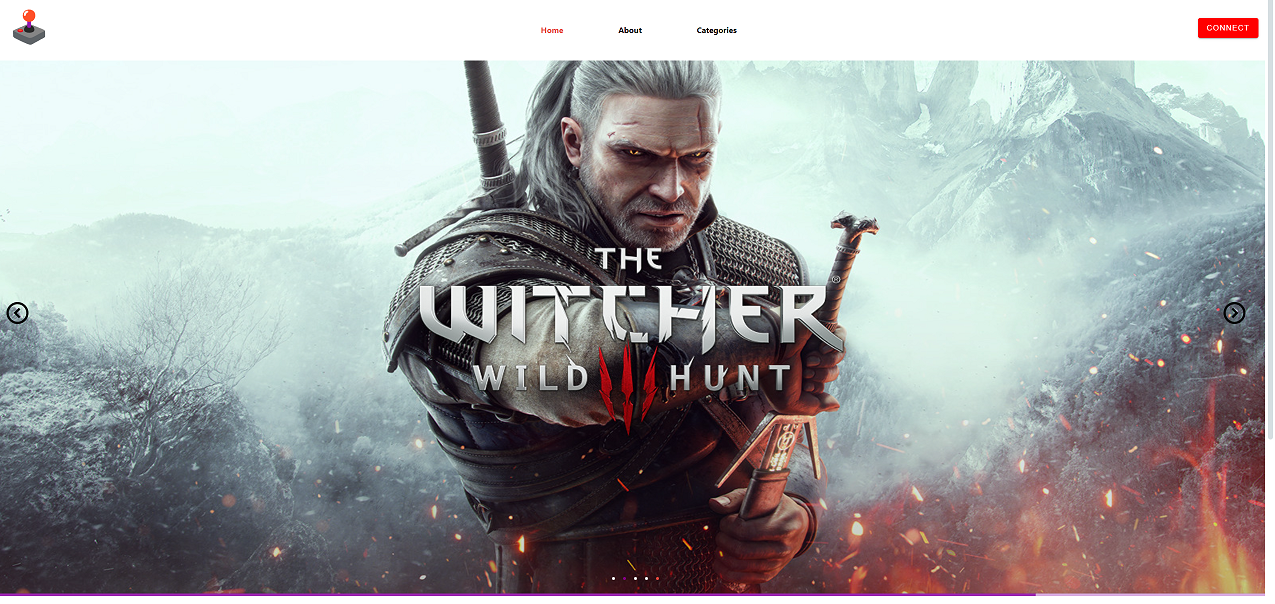 Home
About
Categories
CONNECT
THE
WITCHER®
WILD HUNT